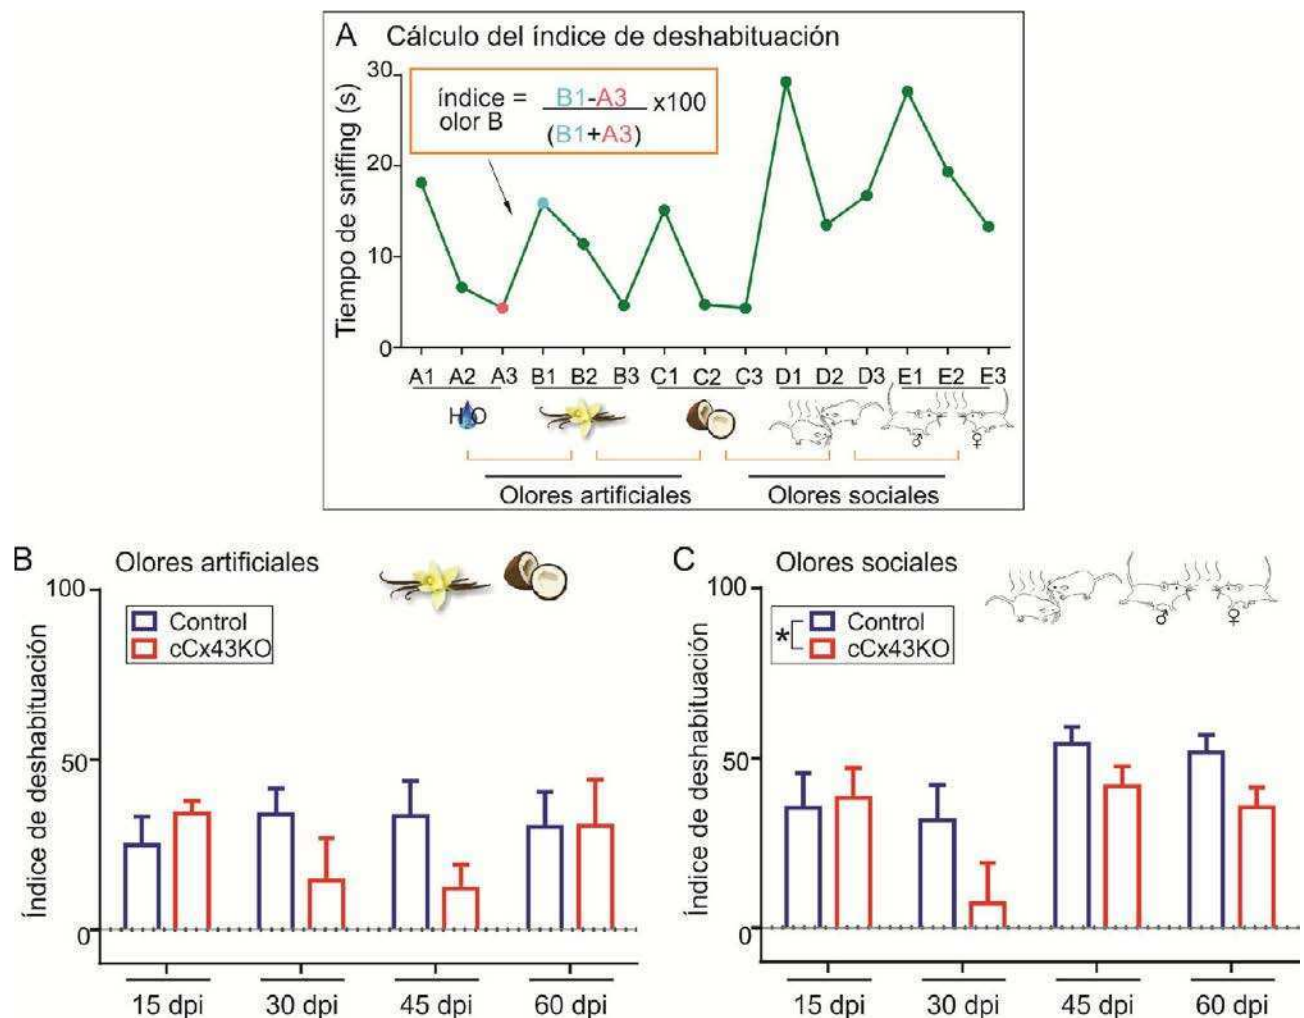 A Cálculo del índice de deshabituación
Tiempo de sniffing (s)
30
20
10
0
índice = B1-A3 x100
olor B (B1+A3)
A1 A2 A3 B1 B2 B3 C1 C2 C3 D1 D2 D3 E1 E2 E3
H2O
♂ ♀
Olores artificiales Olores sociales
B Olores artificiales
Índice de deshabituación
100
50
0
Control
cCx43KO
15 dpi 30 dpi 45 dpi 60 dpi
C Olores sociales
♂ ♀
Índice de deshabituación
100
50
0
* Control
cCx43KO
15 dpi 30 dpi 45 dpi 60 dpi